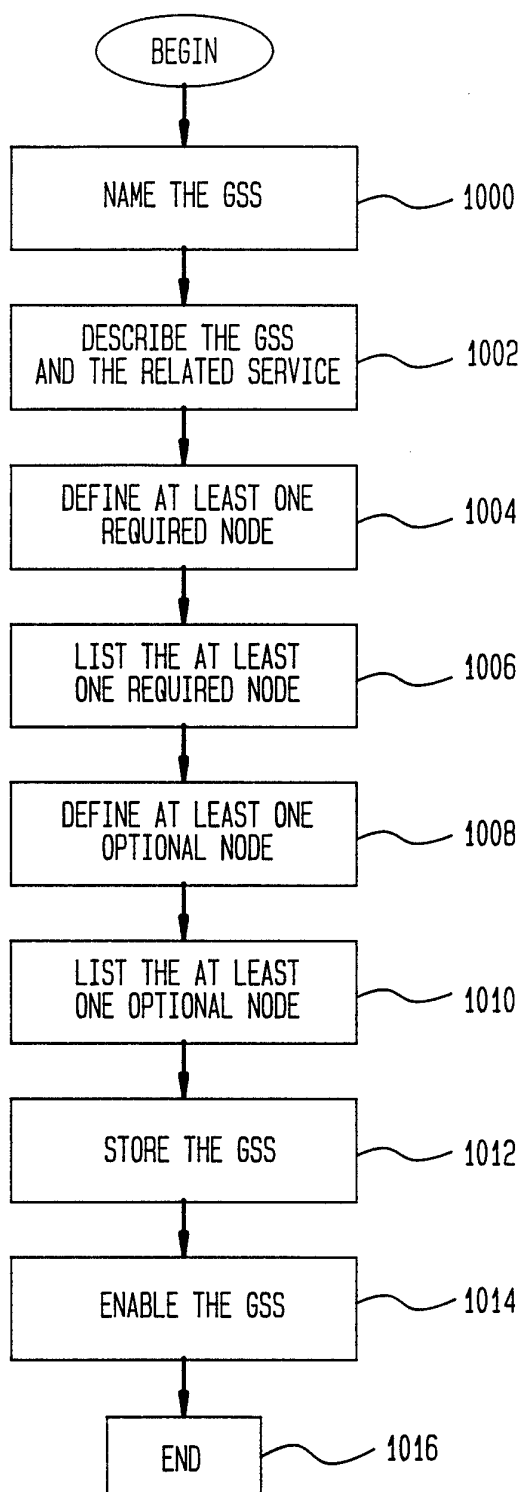 BEGIN
NAME THE GSS
1000
DESCRIBE THE GSS
AND THE RELATED SERVICE
1002
DEFINE AT LEAST ONE
REQUIRED NODE
1004
LIST THE AT LEAST
ONE REQUIRED NODE
1006
DEFINE AT LEAST ONE
OPTIONAL NODE
1008
LIST THE AT LEAST
ONE OPTIONAL NODE
1010
STORE THE GSS
1012
ENABLE THE GSS
1014
END
1016